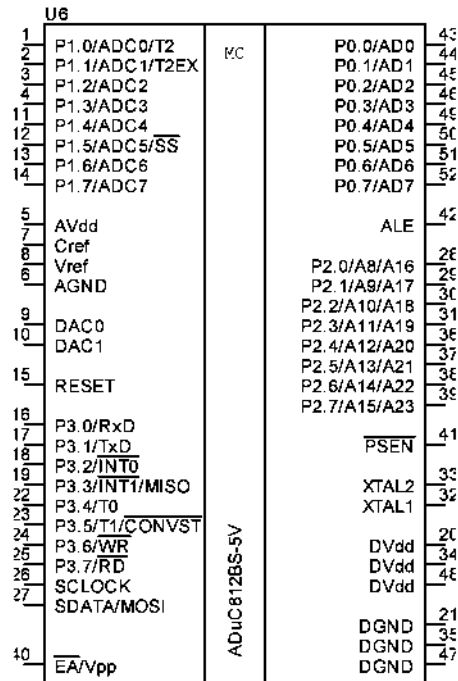 U6
MC
1 P1.0/ADC0/T2
2 P1.1/ADC1/T2EX
3 P1.2/ADC2
4 P1.3/ADC3
11 P1.4/ADC4
12 P1.5/ADC5/SS
13 P1.6/ADC6
14 P1.7/ADC7
5 AVdd
7 Cref
8 Vref
6 AGND
9 DAC0
10 DAC1
15 RESET
16 P3.0/RxD
17 P3.1/TxD
18 P3.2/INT0
19 P3.3/INT1/MISO
22 P3.4/T0
23 P3.5/T1/CONVST
24 P3.6/WR
25 P3.7/RD
26 SCLOCK
27 SDATA/MOSI
40 EA/Vpp
ADuC812BS-5V
P0.0/AD0 43
P0.1/AD1 44
P0.2/AD2 45
P0.3/AD3 46
P0.4/AD4 49
P0.5/AD5 50
P0.6/AD6 51
P0.7/AD7 52
ALE 42
P2.0/A8/A16 28
P2.1/A9/A17 29
P2.2/A10/A18 30
P2.3/A11/A19 31
P2.4/A12/A20 36
P2.5/A13/A21 37
P2.6/A14/A22 38
P2.7/A15/A23 39
PSEN 41
XTAL2 33
XTAL1 32
DVdd 20
DVdd 34
DVdd 48
DGND 21
DGND 35
DGND 47